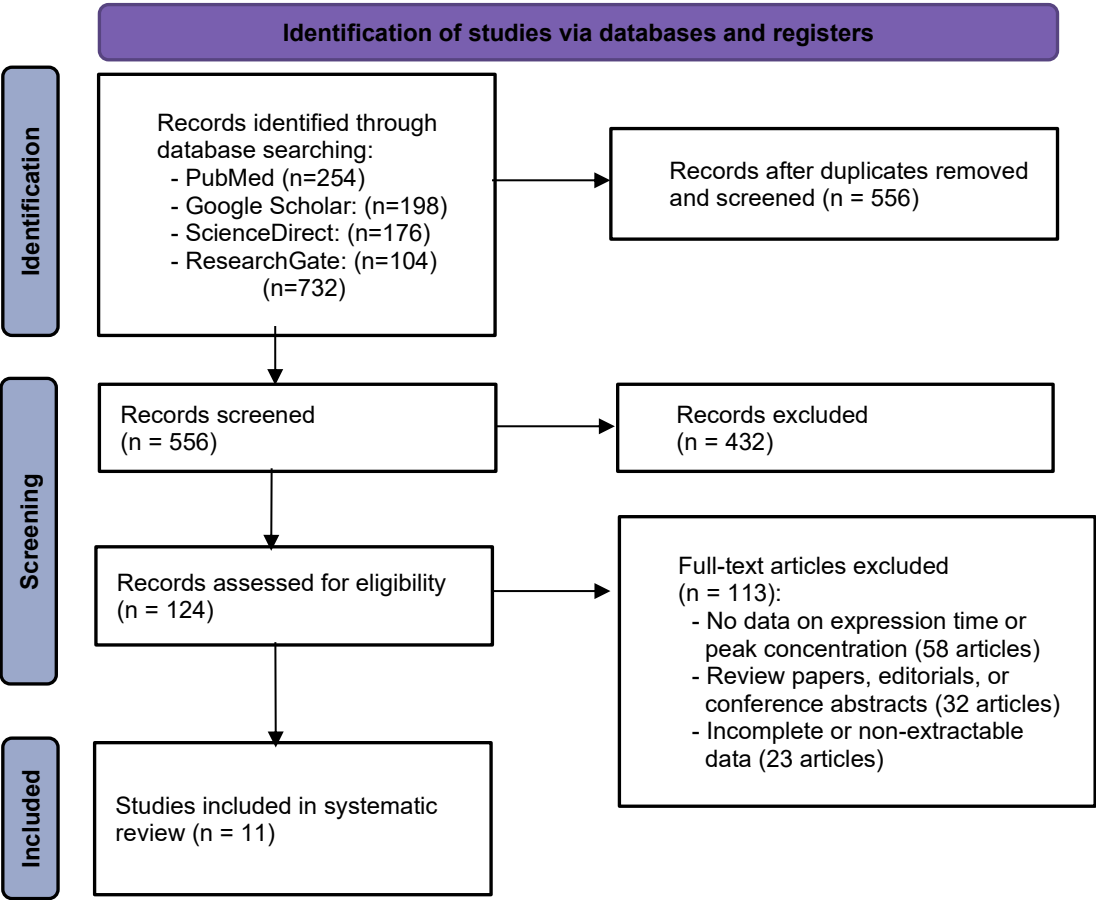 Identification of studies via databases and registers
Identification
Records identified through
database searching:
- PubMed (n=254)
- Google Scholar: (n=198)
- ScienceDirect: (n=176)
- ResearchGate: (n=104)
(n=732)
Records after duplicates removed
and screened (n = 556)
Screening
Records screened
(n = 556)
Records excluded
(n = 432)
Records assessed for eligibility
(n = 124)
Full-text articles excluded
(n = 113):
- No data on expression time or
peak concentration (58 articles)
- Review papers, editorials, or
conference abstracts (32 articles)
- Incomplete or non-extractable
data (23 articles)
Included
Studies included in systematic
review (n = 11)